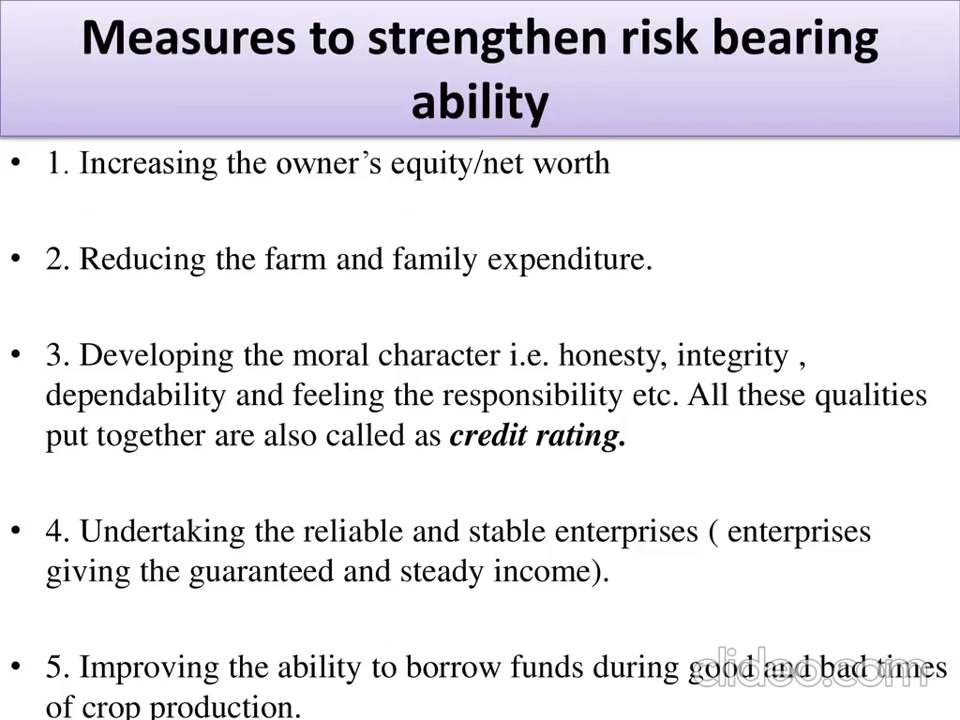 Measures to strengthen risk bearing
ability
• 1. Increasing the owner's equity/net worth
• 2. Reducing the farm and family expenditure.
• 3. Developing the moral character i.e. honesty, integrity ,
dependability and feeling the responsibility etc. All these qualities
put together are also called as credit rating.
• 4. Undertaking the reliable and stable enterprises ( enterprises
giving the guaranteed and steady income).
• 5. Improving the ability to borrow funds during good and bad times
of crop production.
clideo.com